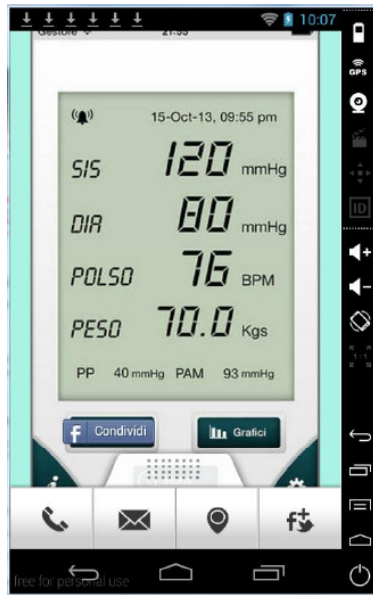 10:07
Gestore
21:55
15-Oct-13, 09:55 pm
SIS 120 mmHg
DIA 80 mmHg
POLSO 76 BPM
PESO 70.0 Kgs
PP 40 mmHg PAM 93 mmHg
f Condividi
Grafici
i
f+
free for personal use
GPS
ID
1:1